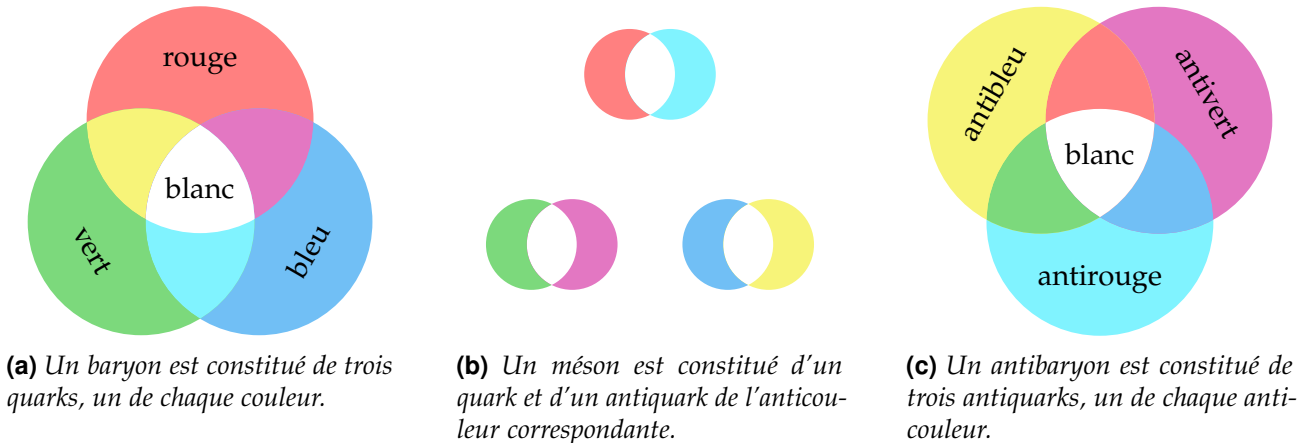 rouge
blanc
vert
bleu
antibleu
antivert
blanc
antirouge
(a) Un baryon est constitué de trois
quarks, un de chaque couleur.
(b) Un méson est constitué d'un
quark et d'un antiquark de l'anticou-
leur correspondante.
(c) Un antibaryon est constitué de
trois antiquarks, un de chaque anti-
couleur.